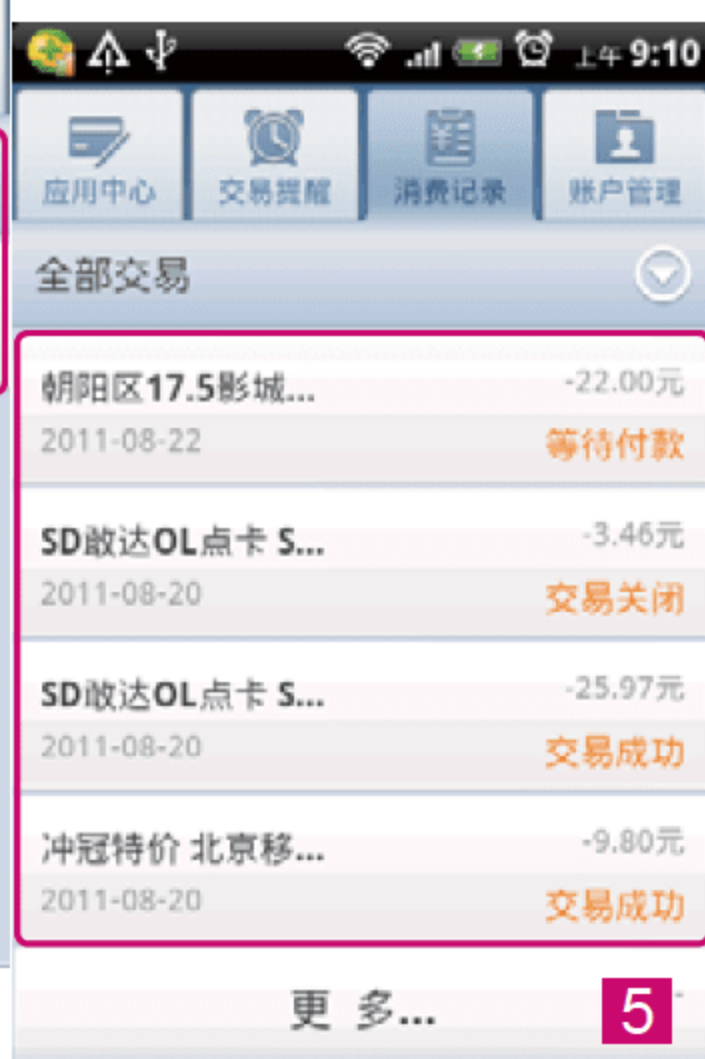 上午 9:10
应用中心 交易提醒 消费记录 账户管理
全部交易
朝阳区17.5影城... -22.00元
2011-08-22 等待付款
SD敢达OL点卡 S... -3.46元
2011-08-20 交易关闭
SD敢达OL点卡 S... -25.97元
2011-08-20 交易成功
冲冠特价 北京移... -9.80元
2011-08-20 交易成功
更 多...
5